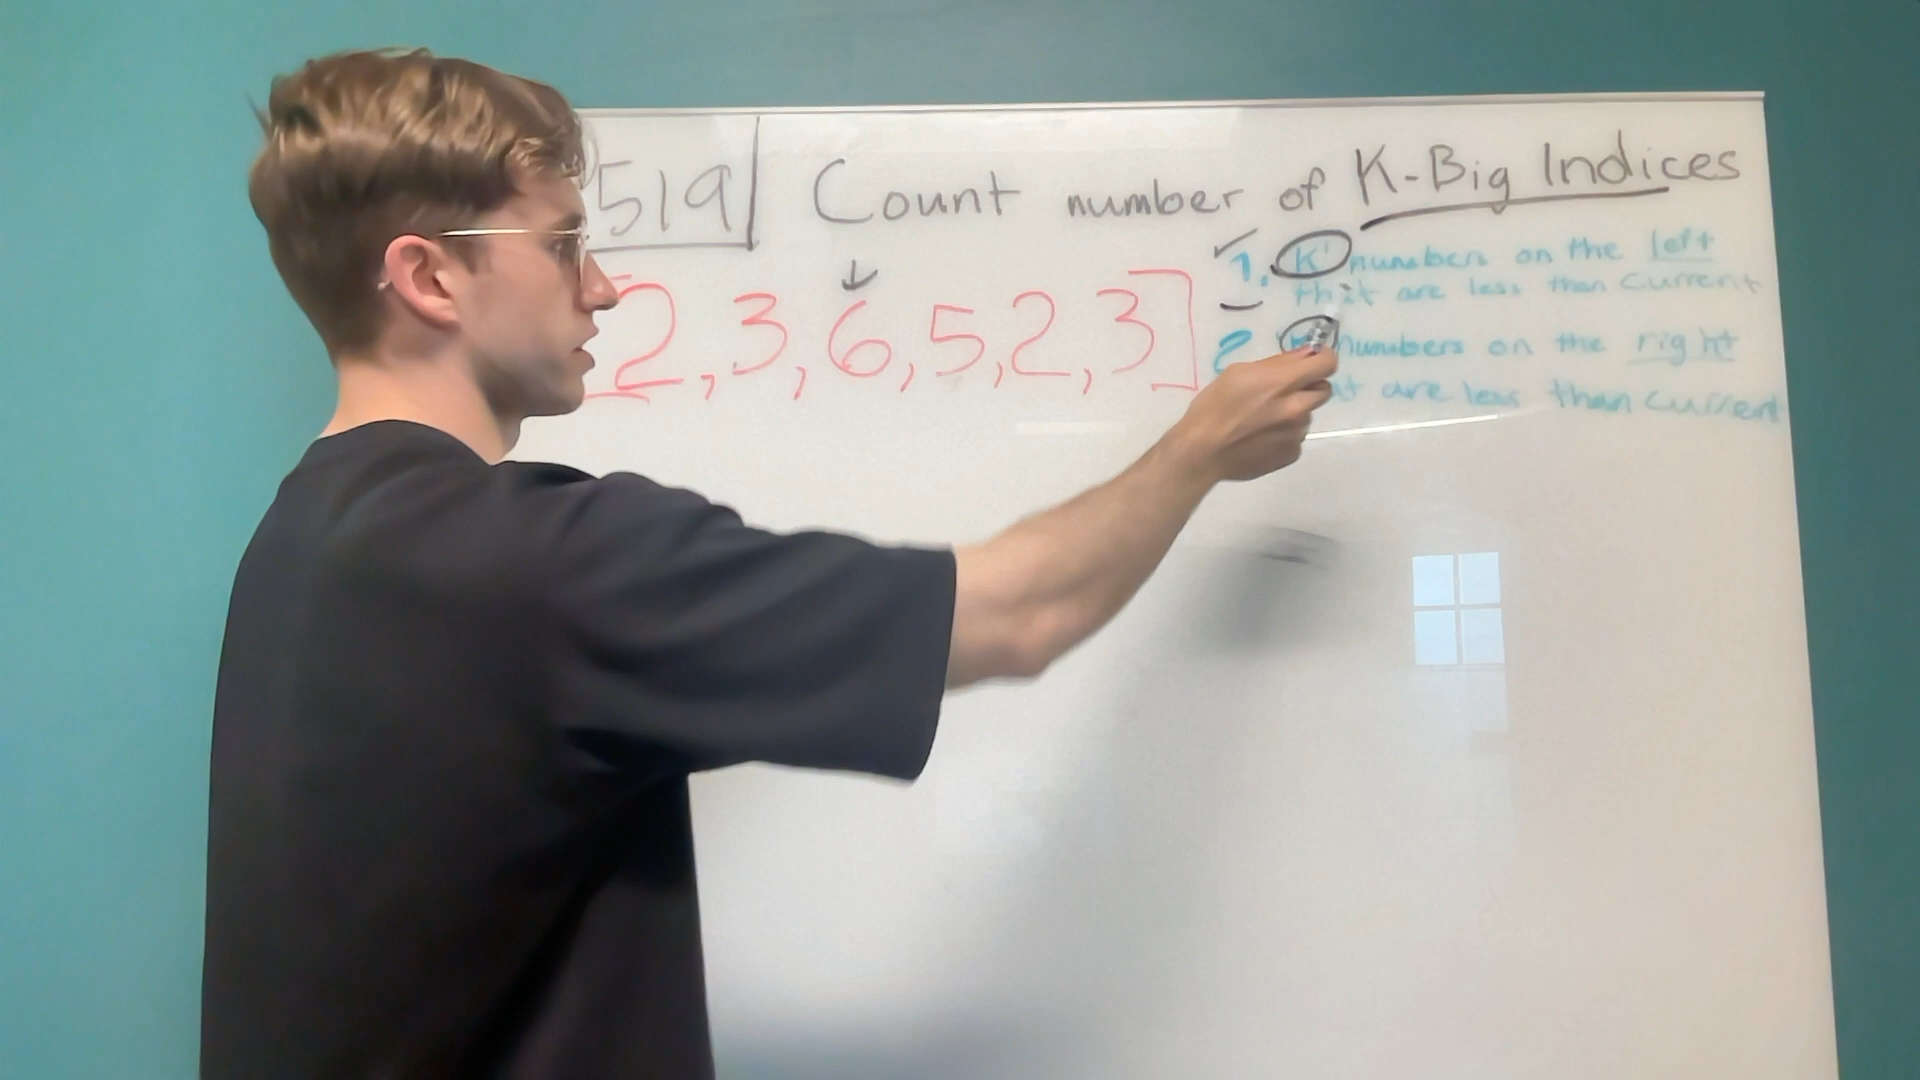 519 Count number of K-Big Indices
1. "K" numbers on the left
that are less than current
[2, 3, 6, 5, 2, 3]
2 numbers on the right
are less than current